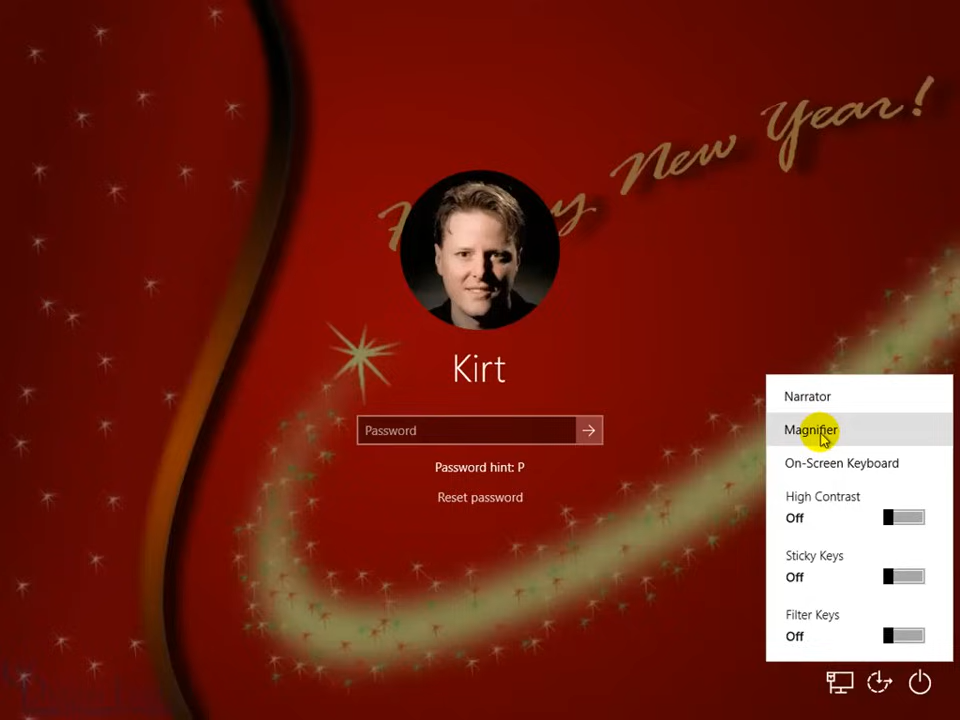 New Year!
Kirt
Password
Password hint: P
Reset password
Narrator
Magnifier
On-Screen Keyboard
High Contrast
Off
Sticky Keys
Off
Filter Keys
Off